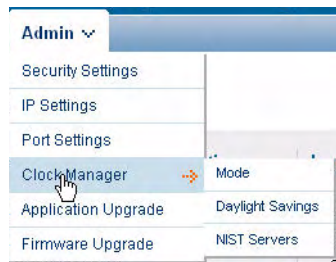 Admin
Security Settings
IP Settings
Port Settings
Clock Manager
Mode
Application Upgrade
Daylight Savings
Firmware Upgrade
NIST Servers